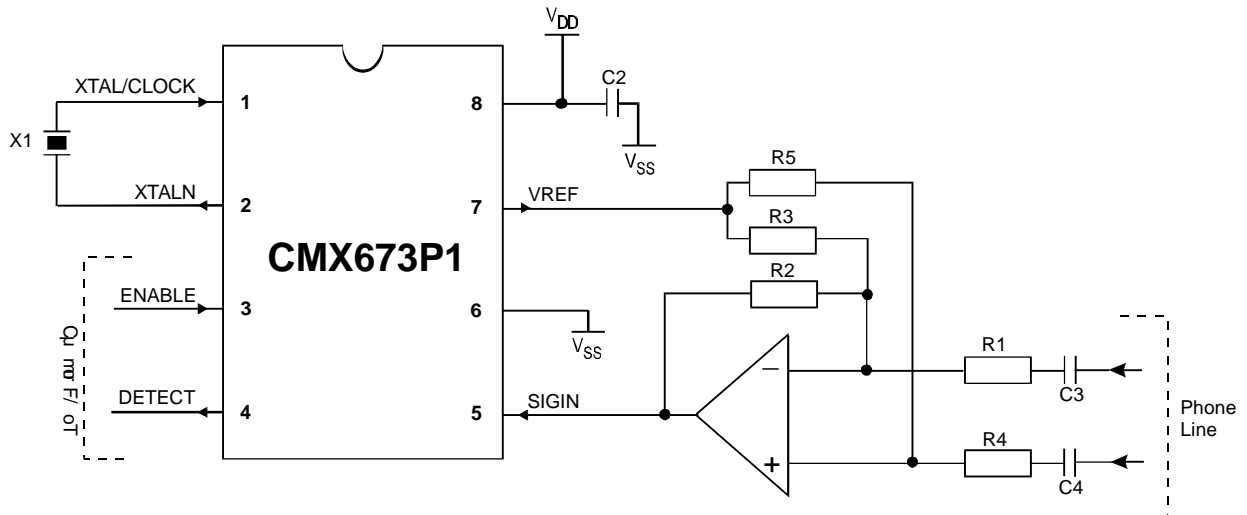 VDD
C2
XTAL/CLOCK
1
8
X1
VSS
R5
XTALN
2
7
VREF
R3
CMX673P1
R2
ENABLE
3
6
VSS
R1
C3
DETECT
4
5
SIGIN
Phone
Line
R4
C4
−
+